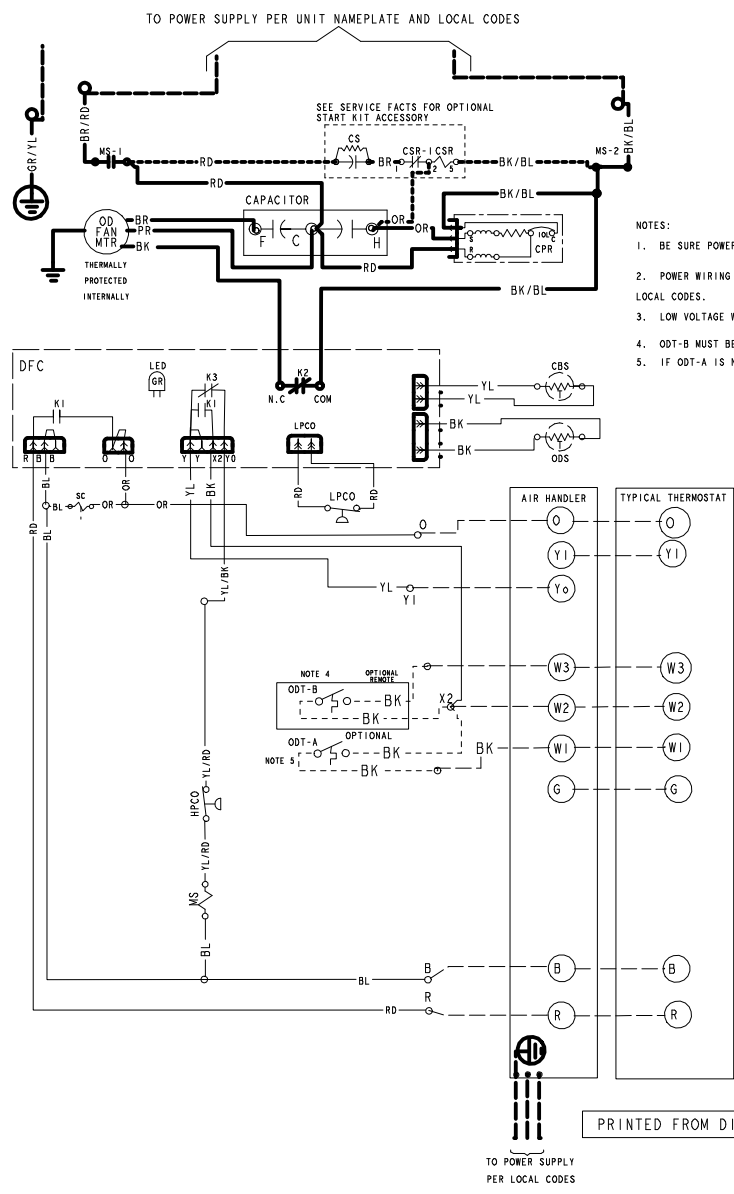 TO POWER SUPPLY PER UNIT NAMEPLATE AND LOCAL CODES
SEE SERVICE FACTS FOR OPTIONAL
START KIT ACCESSORY
GR/YL
BR/RD
BK/BL
MS-1
RD
CS
BR
CSR-1
CSR
1
2
5
BK/BL
MS-2
RD
BK/BL
CAPACITOR
OR
OR
F
C
H
S
R
IOL
C
CPR
OD
FAN
MTR
BR
PR
BK
RD
BK/BL
THERMALLY
PROTECTED
INTERNALLY
NOTES:
1. BE SURE POWER
2. POWER WIRING
LOCAL CODES.
3. LOW VOLTAGE W
4. ODT-B MUST BE
5. IF ODT-A IS N
DFC
LED
GR
K1
K3
K1
K2
N.C
COM
LPCO
CBS
YL
YL
BK
BK
ODS
R B B
O O
Y Y X2 YO
BL
SC
BL
OR
OR
OR
RD
BL
YL
BK
YL/BK
RD
LPCO
RD
O
YL
Y1
AIR HANDLER
TYPICAL THERMOSTAT
O
O
Y1
Y1
Yo
NOTE 4
OPTIONAL
REMOTE
ODT-B
BK
BK
X2
W3
W3
W2
W2
ODT-A
OPTIONAL
NOTE 5
BK
BK
W1
W1
G
G
YL/RD
HPCO
YL/RD
MS
BL
BL
B
B
B
RD
R
R
R
PRINTED FROM DI
TO POWER SUPPLY
PER LOCAL CODES